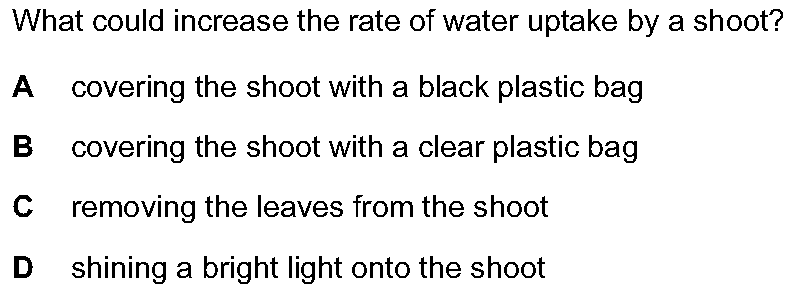 What could increase the rate of water uptake by a shoot?
A covering the shoot with a black plastic bag
B covering the shoot with a clear plastic bag
C removing the leaves from the shoot
D shining a bright light onto the shoot